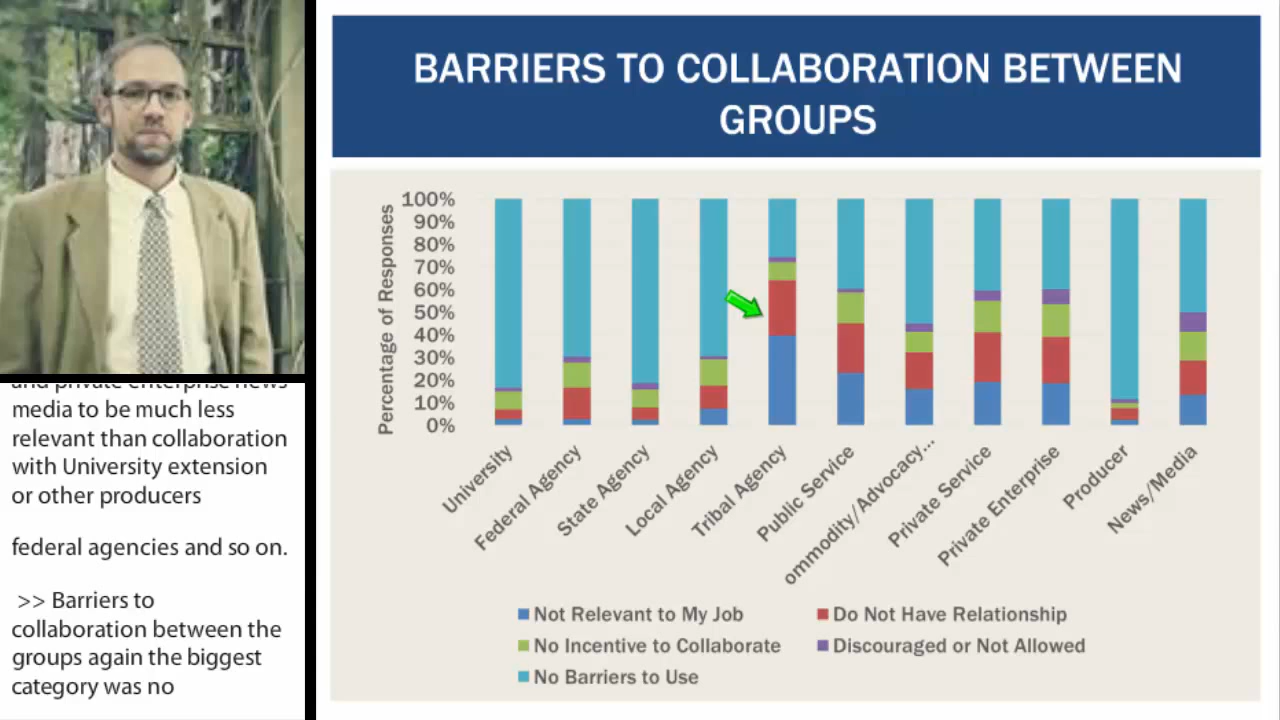 BARRIERS TO COLLABORATION BETWEEN
GROUPS
Percentage of Responses
100%
90%
80%
70%
60%
50%
40%
30%
20%
10%
0%
University
Federal Agency
State Agency
Local Agency
Tribal Agency
Public Service
ommodity/Advocacy...
Private Service
Private Enterprise
Producer
News/Media
Not Relevant to My Job
Do Not Have Relationship
No Incentive to Collaborate
Discouraged or Not Allowed
No Barriers to Use
and private enterprise news
media to be much less
relevant than collaboration
with University extension
or other producers
federal agencies and so on.
>> Barriers to
collaboration between the
groups again the biggest
category was no